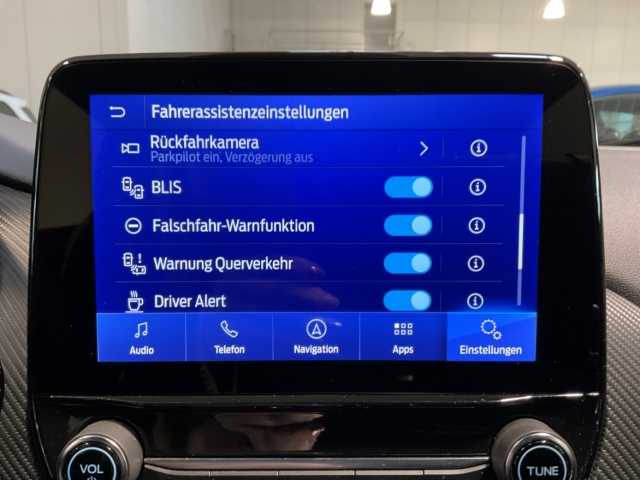 Fahrerassistenzeinstellungen
Rückfahrkamera
Parkpilot ein, Verzögerung aus
BLIS
Falschfahr-Warnfunktion
Warnung Querverkehr
Driver Alert
Audio Telefon Navigation Apps Einstellungen
VOL TUNE